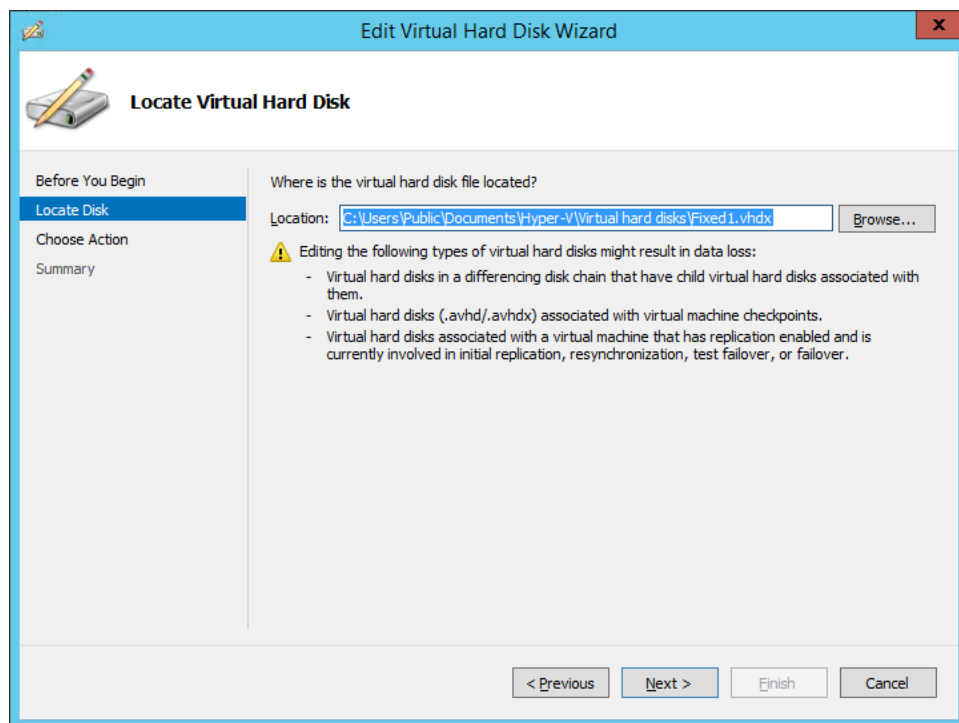 Edit Virtual Hard Disk Wizard
x
Locate Virtual Hard Disk
Before You Begin
Locate Disk
Choose Action
Summary
Where is the virtual hard disk file located?
Location: C:\Users\Public\Documents\Hyper-V\Virtual hard disks\Fixed1.vhdx Browse...
Editing the following types of virtual hard disks might result in data loss:
- Virtual hard disks in a differencing disk chain that have child virtual hard disks associated with
them.
- Virtual hard disks (.avhd/.avhdx) associated with virtual machine checkpoints.
- Virtual hard disks associated with a virtual machine that has replication enabled and is
currently involved in initial replication, resynchronization, test failover, or failover.
< Previous Next > Finish Cancel